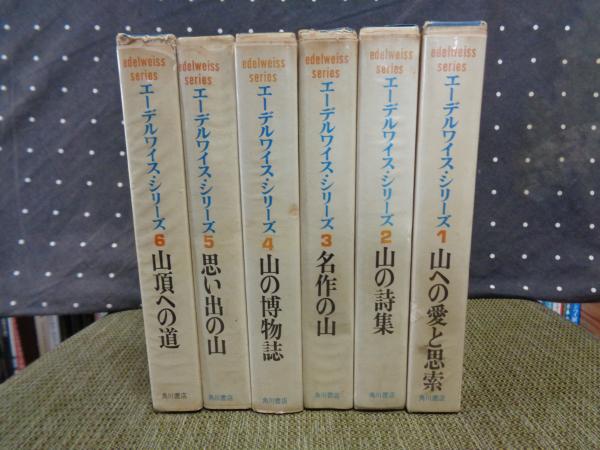 edelweiss
series
エーデルワイス・シリーズ
6
山頂への道
角川書店
edelweiss
series
エーデルワイス・シリーズ
5
思い出の山
角川書店
edelweiss
series
エーデルワイス・シリーズ
4
山の博物誌
角川書店
edelweiss
series
エーデルワイス・シリーズ
3
名作の山
角川書店
edelweiss
series
エーデルワイス・シリーズ
2
山の詩集
角川書店
edelweiss
series
エーデルワイス・シリーズ
1
山への愛と思索
角川書店